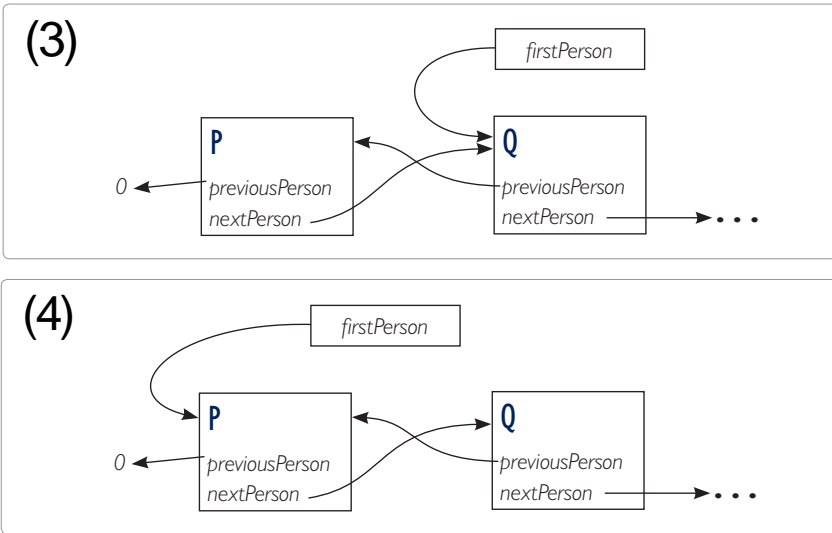 (3)
firstPerson
P
Q
0
previousPerson
previousPerson
nextPerson
nextPerson
...
(4)
firstPerson
P
Q
0
previousPerson
previousPerson
nextPerson
nextPerson
...